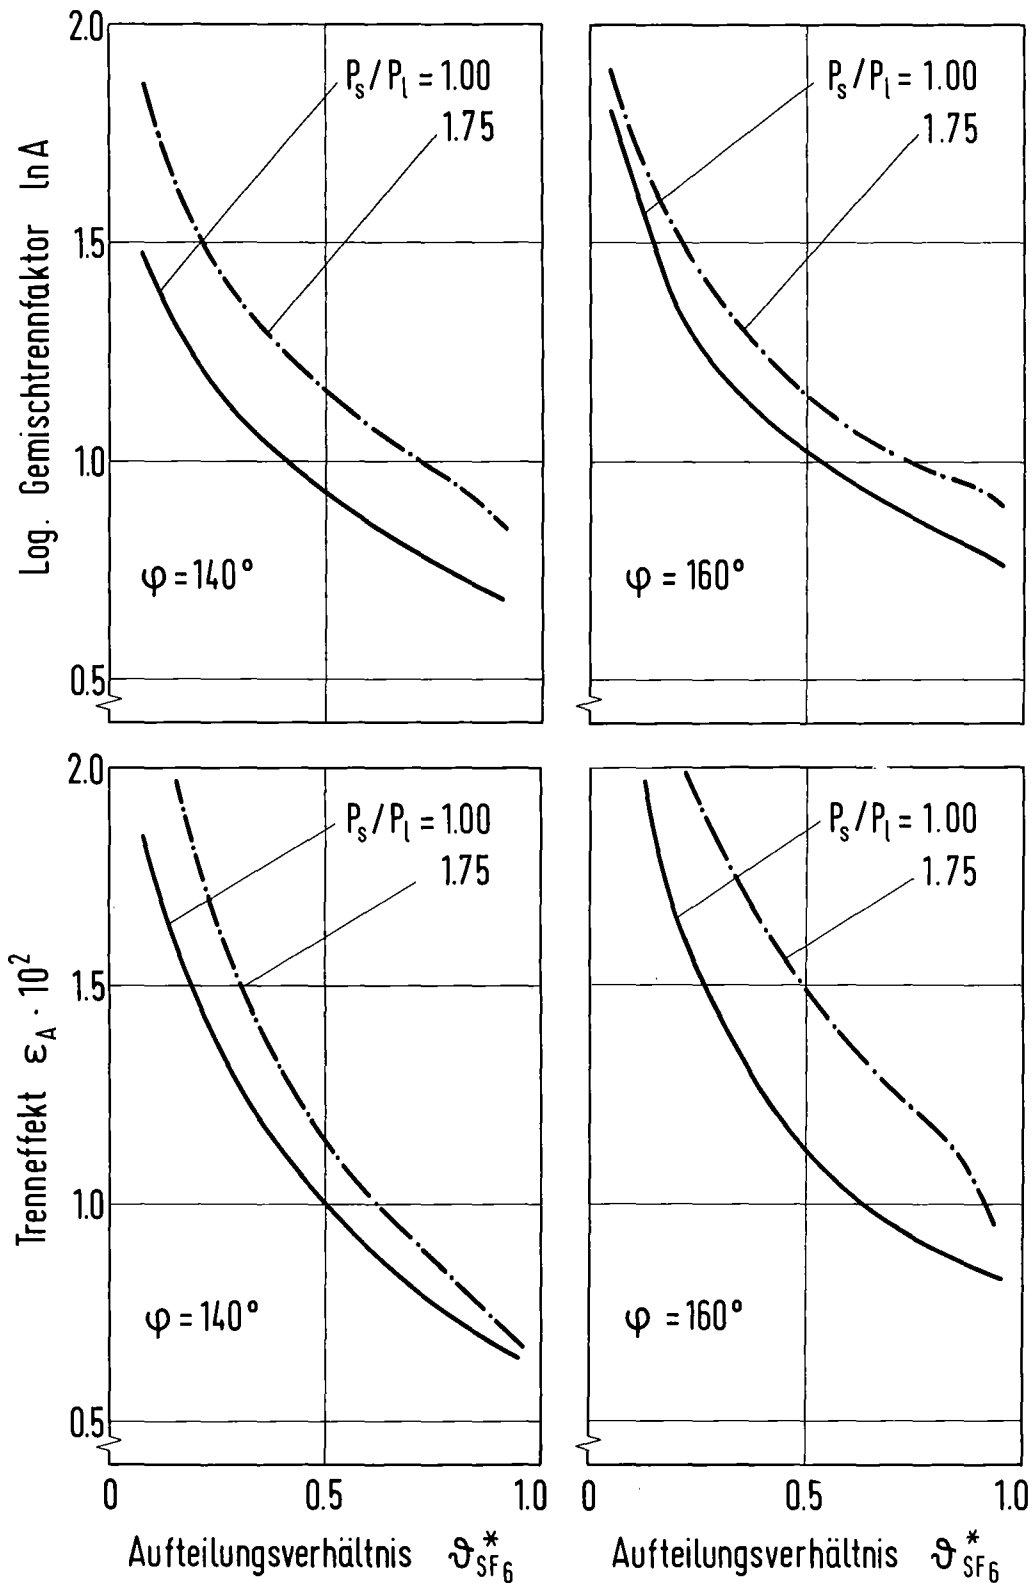 2.0
1.5
1.0
0.5
Log. Gemischtrennfaktor ln A
P_s/P_l = 1.00
1.75
φ = 140°
P_s/P_l = 1.00
1.75
φ = 160°
2.0
1.5
1.0
0.5
Trenneffekt ε_A · 10²
P_s/P_l = 1.00
1.75
φ = 140°
P_s/P_l = 1.00
1.75
φ = 160°
0 0.5 1.0
0 0.5 1.0
Aufteilungsverhältnis ϑ*_SF6
Aufteilungsverhältnis ϑ*_SF6